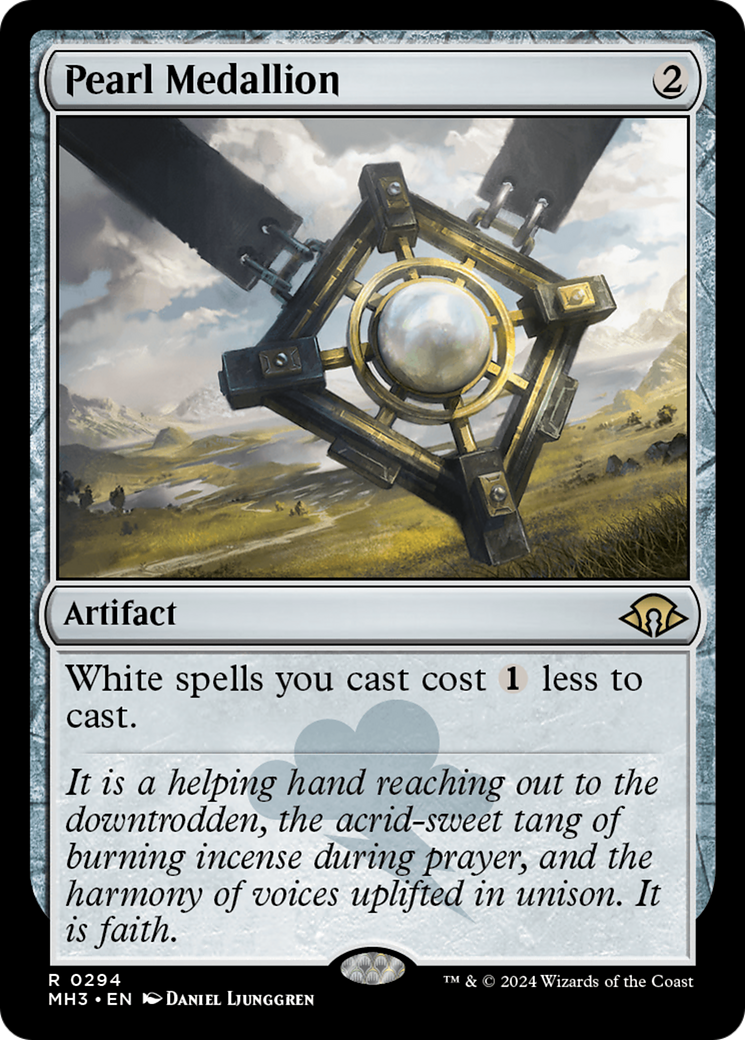 Pearl Medallion 2
Artifact
White spells you cast cost 1 less to
cast.
It is a helping hand reaching out to the
downtrodden, the acrid-sweet tang of
burning incense during prayer, and the
harmony of voices uplifted in unison. It
is faith.
R 0294
MH3 • EN Daniel Ljunggren
™ & © 2024 Wizards of the Coast